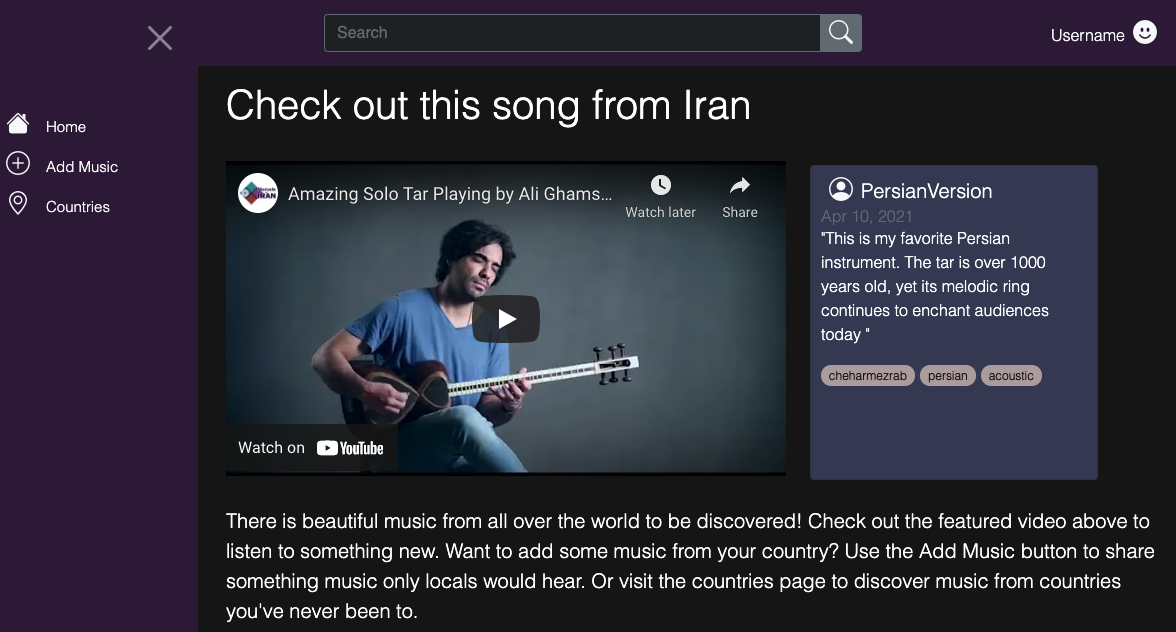 Search
Username
Home
Add Music
Countries
Check out this song from Iran
IRAN
Amazing Solo Tar Playing by Ali Ghams...
Watch later
Share
Watch on YouTube
PersianVersion
Apr 10, 2021
"This is my favorite Persian
instrument. The tar is over 1000
years old, yet its melodic ring
continues to enchant audiences
today "
cheharmezrab persian acoustic
There is beautiful music from all over the world to be discovered! Check out the featured video above to
listen to something new. Want to add some music from your country? Use the Add Music button to share
something music only locals would hear. Or visit the countries page to discover music from countries
you've never been to.